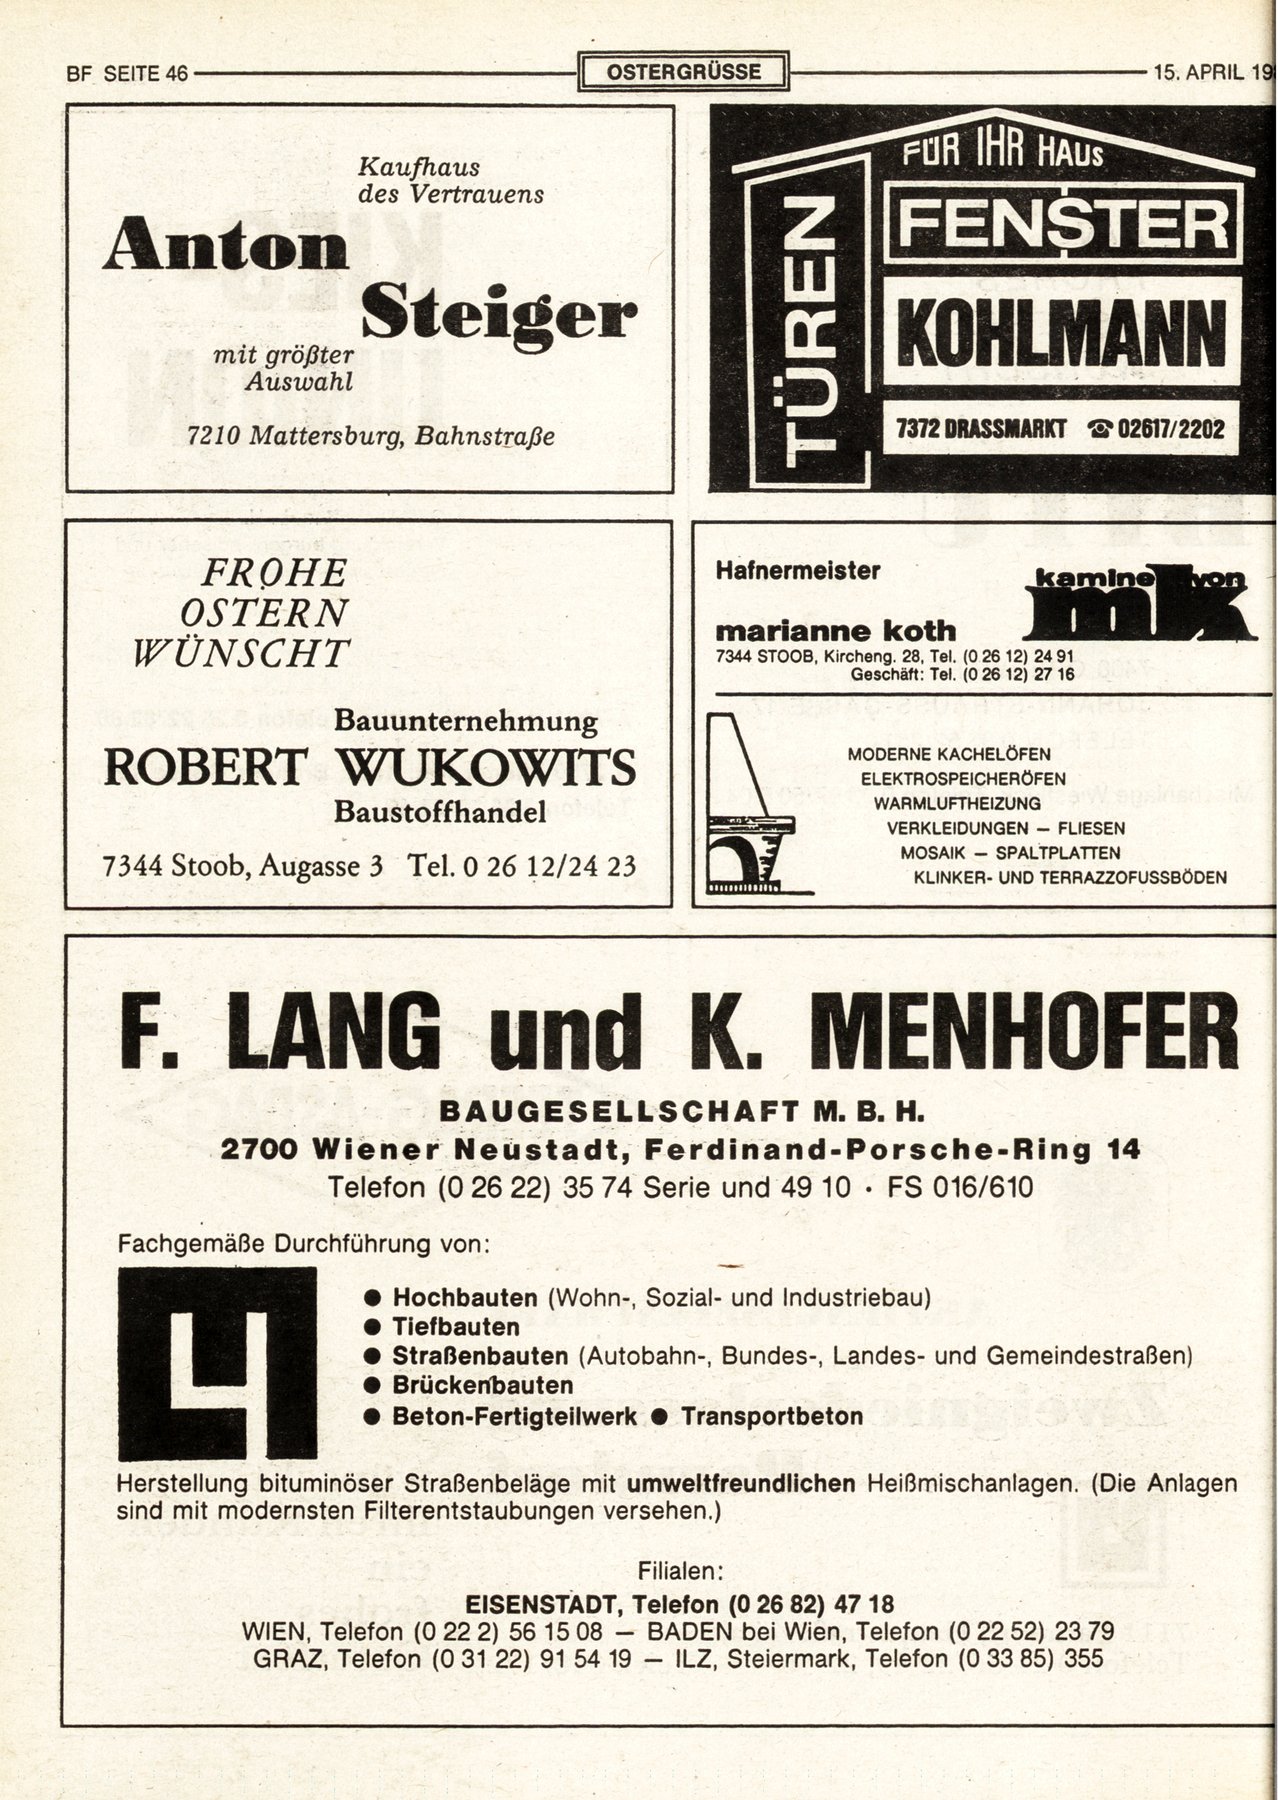 BF SEITE 46
OSTERGRÜSSE
15. APRIL
Kaufhaus
des Vertrauens
Anton
Steiger
mit größter
Auswahl
7210 Mattersburg, Bahnstraße
FÜR IHR HAUS
TÜREN
FENSTER
KOHLMANN
7372 DRASSMARKT ☎ 02617/2202
FROHE
OSTERN
WÜNSCHT
Bauunternehmung
ROBERT WUKOWITS
Baustoffhandel
7344 Stoob, Augasse 3 Tel. 0 26 12/24 23
Hafnermeister
kamine von
mk
marianne koth
7344 STOOB, Kircheng. 28, Tel. (0 26 12) 24 91
Geschäft: Tel. (0 26 12) 27 16
MODERNE KACHELÖFEN
ELEKTROSPEICHERÖFEN
WARMLUFTHEIZUNG
VERKLEIDUNGEN — FLIESEN
MOSAIK — SPALTPLATTEN
KLINKER- UND TERRAZZOFUSSBÖDEN
F. LANG und K. MENHOFER
BAUGESELLSCHAFT M. B. H.
2700 Wiener Neustadt, Ferdinand-Porsche-Ring 14
Telefon (0 26 22) 35 74 Serie und 49 10 · FS 016/610
Fachgemäße Durchführung von:
● Hochbauten (Wohn-, Sozial- und Industriebau)
● Tiefbauten
● Straßenbauten (Autobahn-, Bundes-, Landes- und Gemeindestraßen)
● Brückenbauten
● Beton-Fertigteilwerk ● Transportbeton
Herstellung bituminöser Straßenbeläge mit umweltfreundlichen Heißmischanlagen. (Die Anlagen
sind mit modernsten Filterentstaubungen versehen.)
Filialen:
EISENSTADT, Telefon (0 26 82) 47 18
WIEN, Telefon (0 22 2) 56 15 08 — BADEN bei Wien, Telefon (0 22 52) 23 79
GRAZ, Telefon (0 31 22) 91 54 19 — ILZ, Steiermark, Telefon (0 33 85) 355